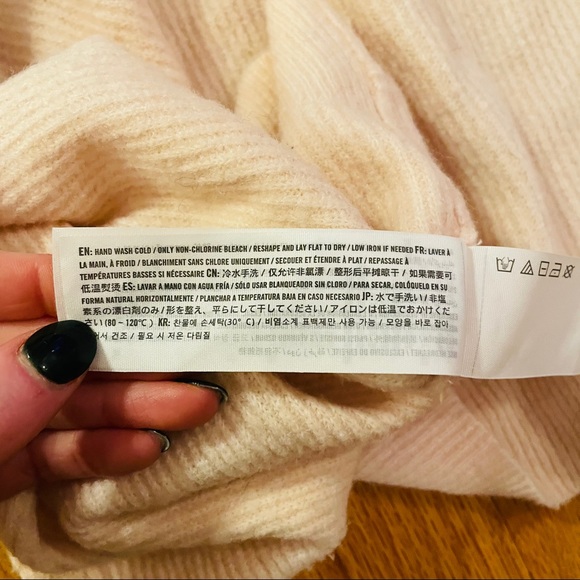 EN: HAND WASH COLD / ONLY NON-CHLORINE BLEACH / RESHAPE AND LAY FLAT TO DRY / LOW IRON IF NEEDED FR: LAVER À
LA MAIN, À FROID / BLANCHIMENT SANS CHLORE UNIQUEMENT / SECOUER ET ÉTENDRE À PLAT / REPASSAGE À
TEMPÉRATURES BASSES SI NÉCESSAIRE CN: 冷水手洗 / 仅允许非氯漂 / 整形后平摊晾干 / 如果需要可
低温熨烫 ES: LAVAR A MANO CON AGUA FRÍA / SÓLO USAR BLANQUEADOR SIN CLORO / PARA SECAR, COLÓQUELO EN SU
FORMA NATURAL HORIZONTALMENTE / PLANCHAR A TEMPERATURA BAJA EN CASO NECESARIO JP: 水で手洗い / 非塩
素系の漂白剤のみ / 形を整え、平らにして干してください / アイロンは低温でおかけくだ
さい (80 ~ 120℃) KR: 찬물에 손세탁(30° C) / 비염소계 표백제만 사용 가능 / 모양을 바로 잡아
서 건조 / 필요 시 저온 다림질